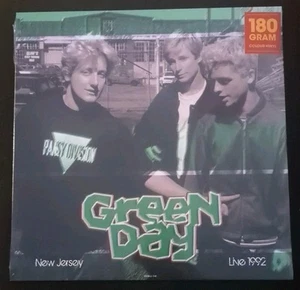 180
GRAM
PANSY DIVISION
Green
Day
New Jersey
Live 1992